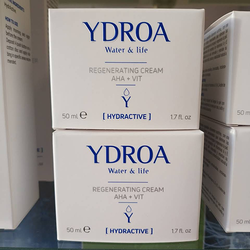 YDROA
Water & life
REGENERATING CREAM
AHA + VIT
Y
50 ml e
[ HYDRACTIVE ]
1.7 fl. oz.
YDROA
Water & life
REGENERATING CREAM
AHA + VIT
Y
50 ml e
[ HYDRACTIVE ]
1.7 fl. oz.